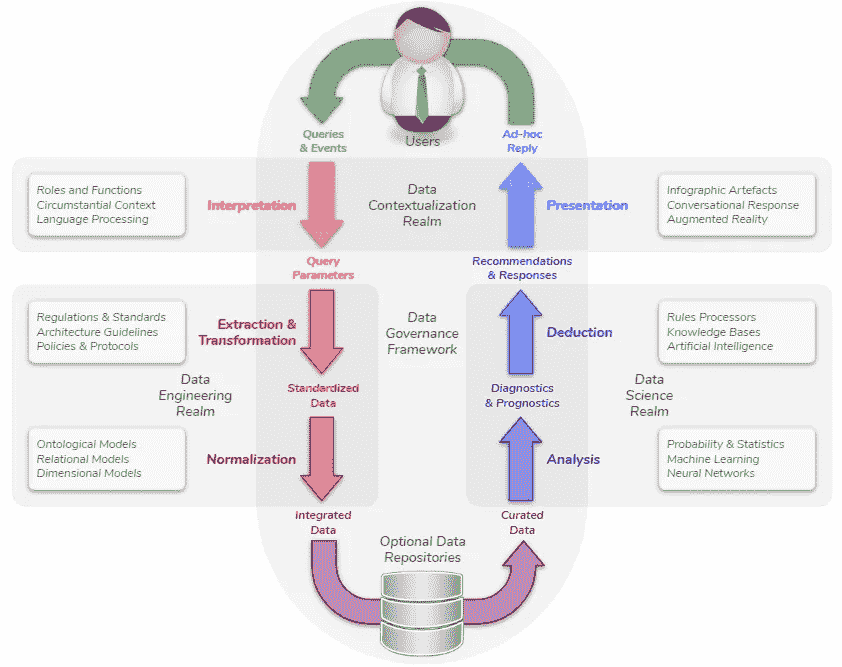 Users
Queries
& Events
Ad-hoc
Reply
Roles and Functions
Circumstantial Context
Language Processing
Interpretation
Data
Contextualization
Realm
Presentation
Infographic Artefacts
Conversational Response
Augmented Reality
Query
Parameters
Recommendations
& Responses
Regulations & Standards
Architecture Guidelines
Policies & Protocols
Extraction &
Transformation
Data
Governance
Framework
Deduction
Rules Processors
Knowledge Bases
Artificial Intelligence
Data
Engineering
Realm
Standardized
Data
Diagnostics
& Prognostics
Data
Science
Realm
Ontological Models
Relational Models
Dimensional Models
Normalization
Analysis
Probability & Statistics
Machine Learning
Neural Networks
Integrated
Data
Curated
Data
Optional Data
Repositories